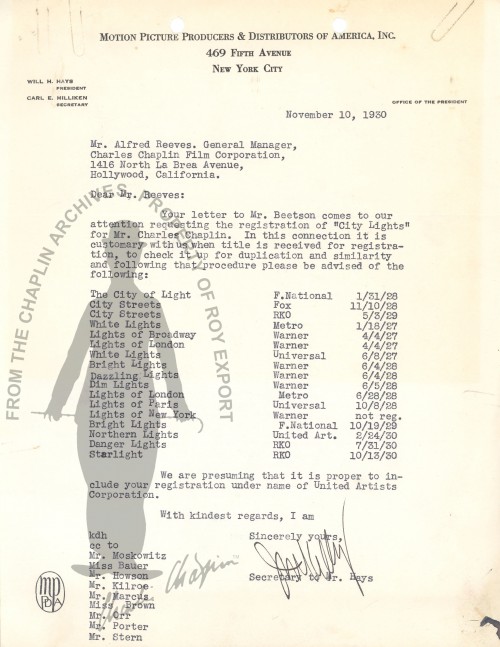 MOTION PICTURE PRODUCERS & DISTRIBUTORS OF AMERICA, INC.
469 FIFTH AVENUE
NEW YORK CITY
WILL H. HAYS
PRESIDENT
CARL E. MILLIKEN
SECRETARY
OFFICE OF THE PRESIDENT
November 10, 1930
Mr. Alfred Reeves. General Manager,
Charles Chaplin Film Corporation,
1416 North La Brea Avenue,
Hollywood, California.
Dear Mr. Reeves:
Your letter to Mr. Beetson comes to our
attention requesting the registration of "City Lights"
for Mr. Charles Chaplin. In this connection it is
customary with us when title is received for registra-
tion, to check it up for duplication and similarity
and following that procedure please be advised of the
following:
The City of Light F.National 1/31/28
City Streets Fox 11/10/28
City Streets RKO 5/3/29
White Lights Metro 1/18/27
Lights of Broadway Warner 4/4/27
Lights of London Warner 4/4/27
White Lights Universal 6/8/27
Bright Lights Warner 6/4/28
Dazzling Lights Warner 6/4/28
Dim Lights Warner 6/5/28
Lights of London Metro 6/28/28
Lights of Paris Universal 10/8/28
Lights of New York Warner not reg.
Bright Lights F.National 10/19/29
Northern Lights United Art. 2/24/30
Danger Lights RKO 7/31/30
Starlight RKO 10/13/30
We are presuming that it is proper to in-
clude your registration under name of United Artists
Corporation.
With kindest regards, I am
kdh Sincerely yours,
cc to
Mr. Moskowitz
Miss Bauer
Mr. Howson Secretary to Mr. Hays
Mr. Kilroe
Mr. Marcus
Miss Brown
Mr. Orr
Mr. Porter
Mr. Stern
MP
PDA
FROM THE CHAPLIN ARCHIVES, PROPERTY OF ROY EXPORT
Charlie Chaplin